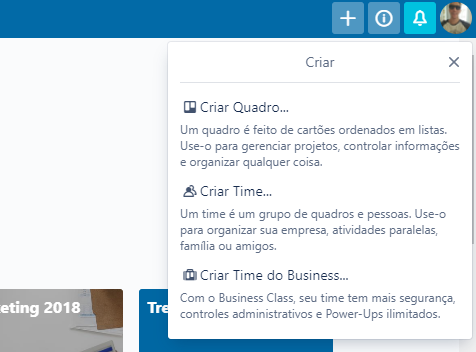 Criar
Criar Quadro...
Um quadro é feito de cartões ordenados em listas.
Use-o para gerenciar projetos, controlar informações
e organizar qualquer coisa.
Criar Time...
Um time é um grupo de quadros e pessoas. Use-o
para organizar sua empresa, atividades paralelas,
família ou amigos.
Criar Time do Business...
Com o Business Class, seu time tem mais segurança,
controles administrativos e Power-Ups ilimitados.
eting 2018
Tre